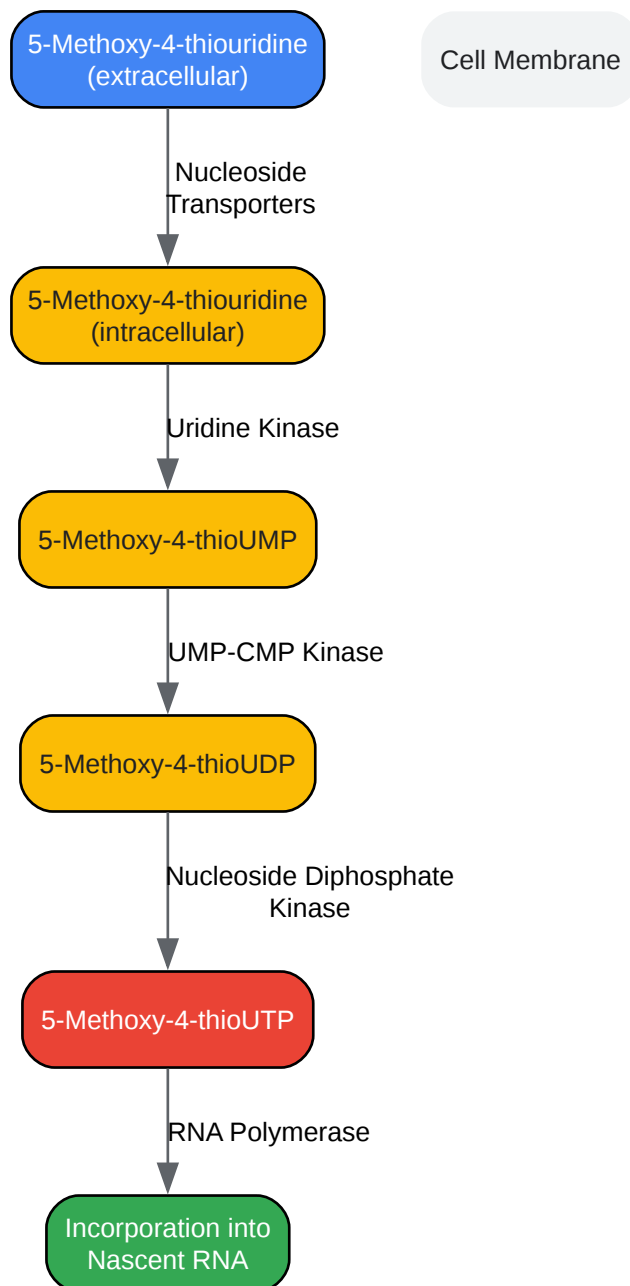 5-Methoxy-4-thiouridine
(extracellular)
Cell Membrane
Nucleoside
Transporters
5-Methoxy-4-thiouridine
(intracellular)
Uridine Kinase
5-Methoxy-4-thioUMP
UMP-CMP Kinase
5-Methoxy-4-thioUDP
Nucleoside Diphosphate
Kinase
5-Methoxy-4-thioUTP
RNA Polymerase
Incorporation into
Nascent RNA